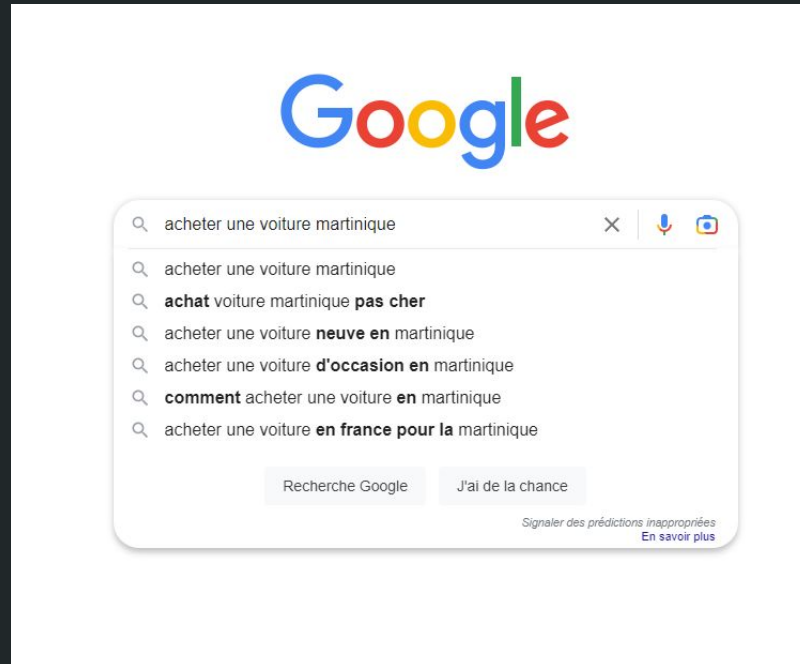 Google
acheter une voiture martinique
acheter une voiture martinique
achat voiture martinique pas cher
acheter une voiture neuve en martinique
acheter une voiture d'occasion en martinique
comment acheter une voiture en martinique
acheter une voiture en france pour la martinique
Recherche Google J'ai de la chance
Signaler des prédictions inappropriées
En savoir plus